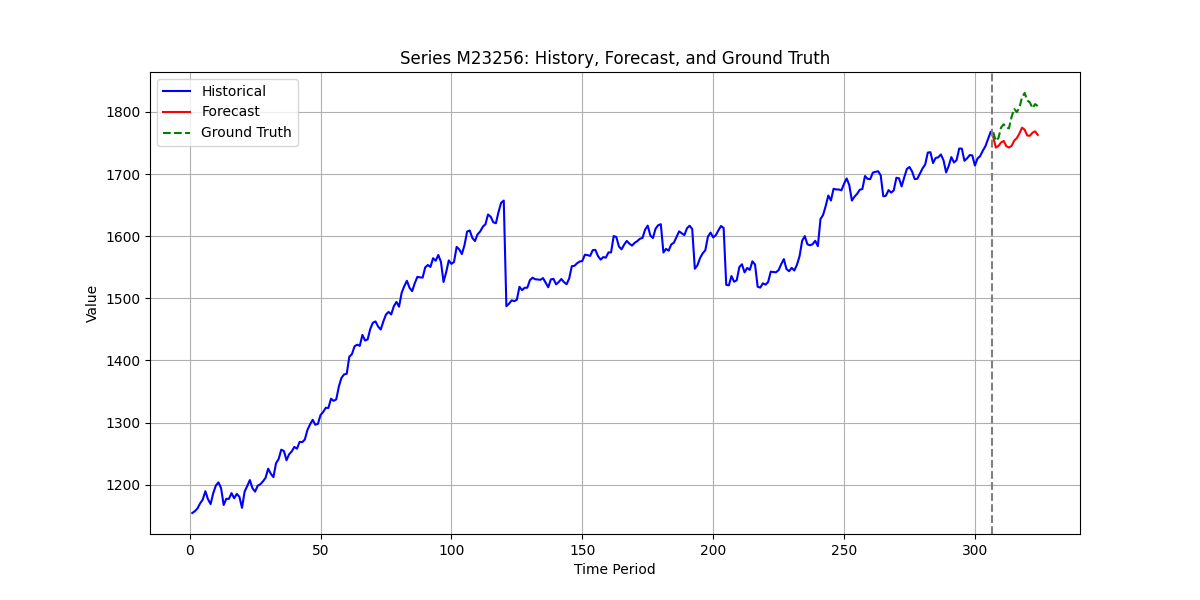 Series M23256: History, Forecast, and Ground Truth
Historical
Forecast
Ground Truth
1800
1700
1600
1500
1400
1300
1200
Value
0 50 100 150 200 250 300
Time Period